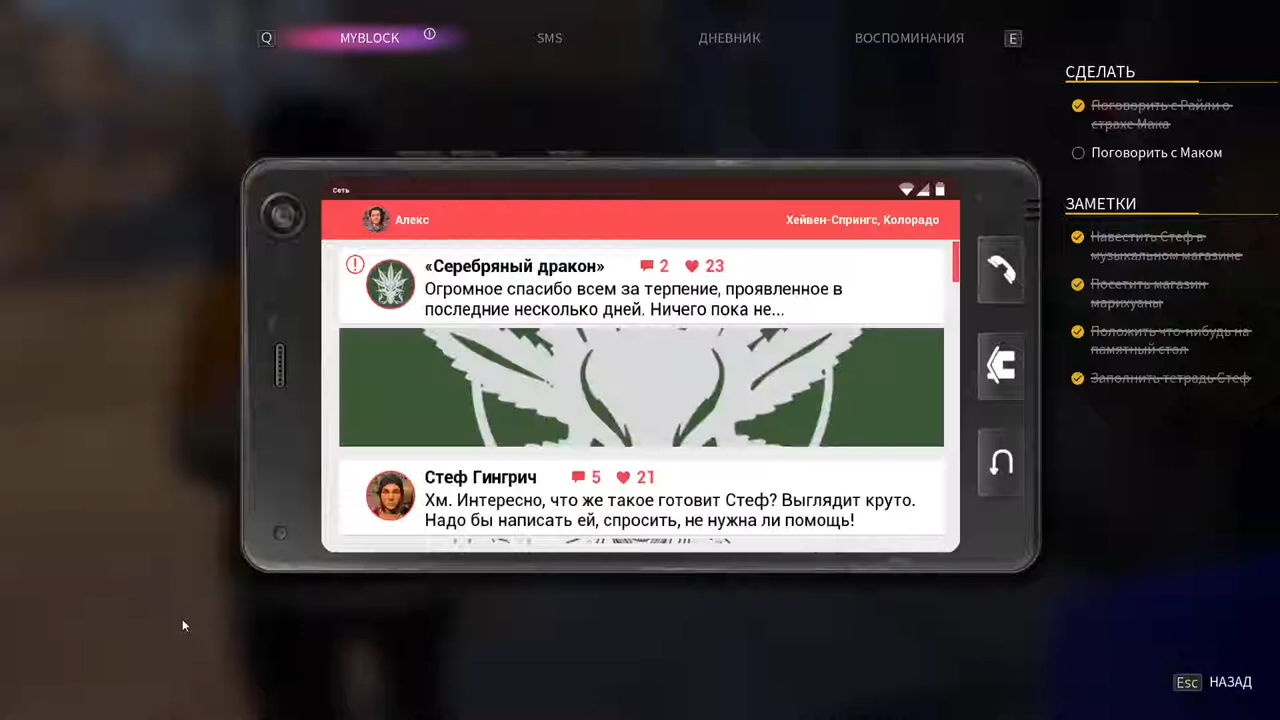 Q
MYBLOCK
SMS
ДНЕВНИК
ВОСПОМИНАНИЯ
E
СДЕЛАТЬ
Поговорить с Райли о
страхе Мака
Поговорить с Маком
ЗАМЕТКИ
Навестить Стеф в
музыкальном магазине
Посетить магазин
марихуаны
Положить что-нибудь на
памятный стол
Заполнить тетрадь Стеф
Сеть
Алекс
Хейвен-Спрингс, Колорадо
«Серебряный дракон» 2 23
Огромное спасибо всем за терпение, проявленное в
последние несколько дней. Ничего пока не...
Стеф Гингрич 5 21
Хм. Интересно, что же такое готовит Стеф? Выглядит круто.
Надо бы написать ей, спросить, не нужна ли помощь!
Esc НАЗАД